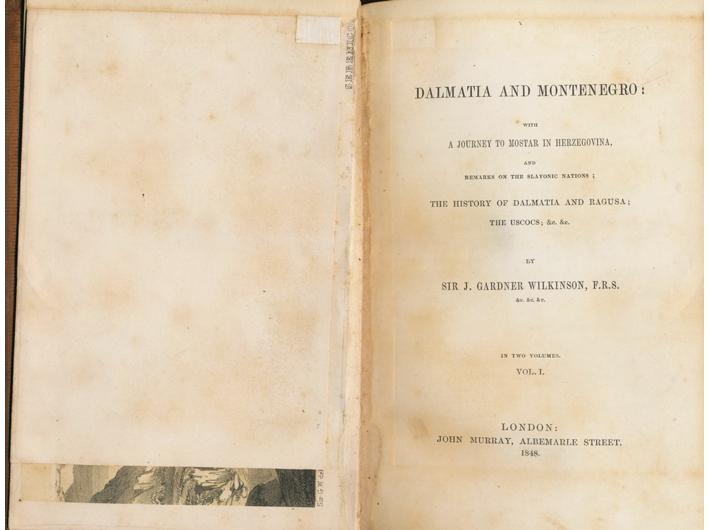 DALMATIA AND MONTENEGRO:
WITH
A JOURNEY TO MOSTAR IN HERZEGOVINA,
AND
REMARKS ON THE SLAVONIC NATIONS;
THE HISTORY OF DALMATIA AND RAGUSA;
THE USCOCS; &c. &c.
BY
SIR J. GARDNER WILKINSON, F.R.S.
&c. &c. &c.
IN TWO VOLUMES.
VOL. I.
LONDON:
JOHN MURRAY, ALBEMARLE STREET.
1848.